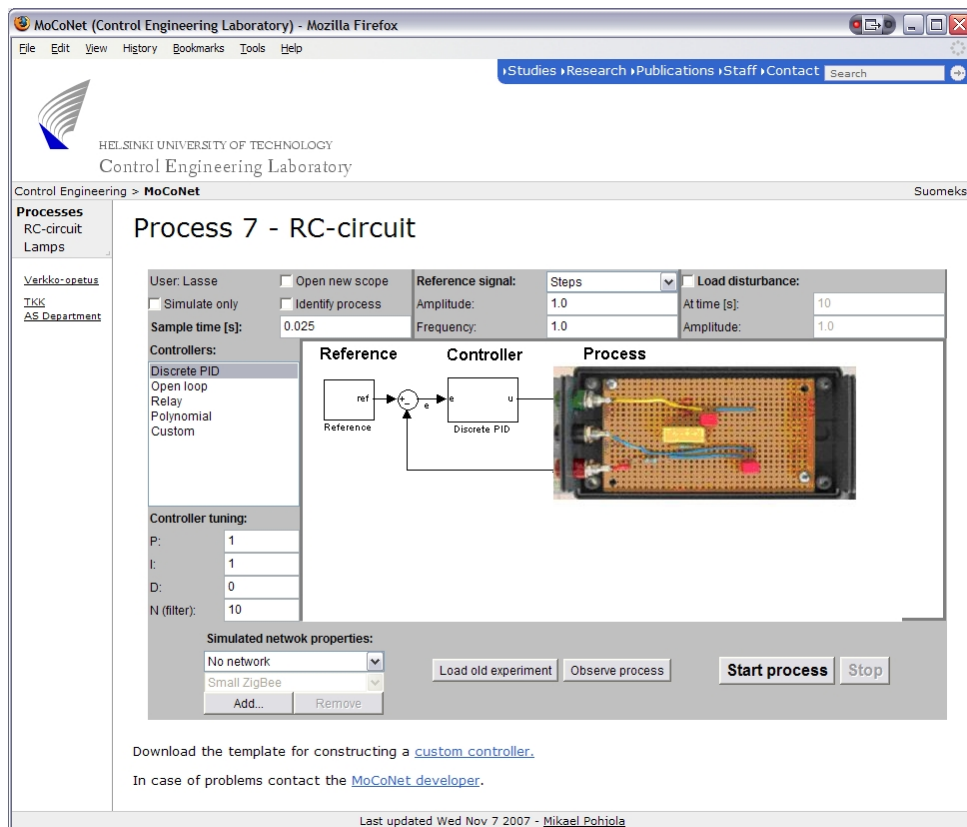 MoCoNet (Control Engineering Laboratory) - Mozilla Firefox
File Edit View History Bookmarks Tools Help
Studies Research Publications Staff Contact Search
HELSINKI UNIVERSITY OF TECHNOLOGY
Control Engineering Laboratory
Control Engineering > MoCoNet Suomeks
Processes
RC-circuit
Lamps
Verkko-opetus
TKK
AS Department
Process 7 - RC-circuit
User: Lasse Open new scope Reference signal: Steps Load disturbance:
Simulate only Identify process Amplitude: 1.0 At time [s]: 10
Sample time [s]: 0.025 Frequency: 1.0 Amplitude: 1.0
Controllers:
Discrete PID
Open loop
Relay
Polynomial
Custom
Reference Controller Process
ref + - e e u
Reference Discrete PID
Controller tuning:
P: 1
I: 1
D: 0
N (filter): 10
Simulated netwok properties:
No network
Small ZigBee
Add... Remove
Load old experiment Observe process Start process Stop
Download the template for constructing a custom controller.
In case of problems contact the MoCoNet developer.
Last updated Wed Nov 7 2007 - Mikael Pohjola